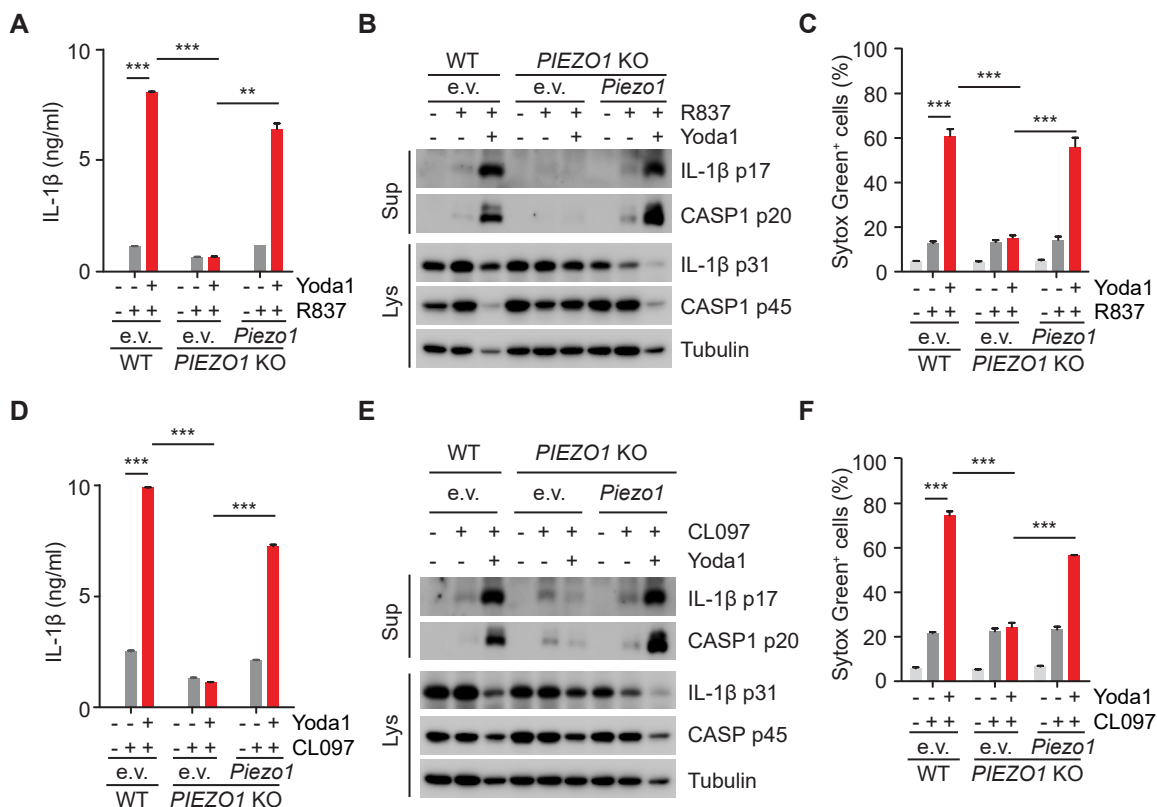 A
10
5
0
IL-1β (ng/ml)
***
***
**
- - + - - + - - + Yoda1
- + + - + + - + + R837
e.v. e.v. Piezo1
WT PIEZO1 KO
B
WT PIEZO1 KO
e.v. e.v. Piezo1
- + + - + + - + + R837
- - + - - + - - + Yoda1
Sup
IL-1β p17
CASP1 p20
Lys
IL-1β p31
CASP1 p45
Tubulin
C
100
80
60
40
20
0
Sytox Green+ cells (%)
***
***
***
- - + - - + - - + Yoda1
- + + - + + - + + R837
e.v. e.v. Piezo1
WT PIEZO1 KO
D
10
5
0
IL-1β (ng/ml)
***
***
***
- - + - - + - - + Yoda1
- + + - + + - + + CL097
e.v. e.v. Piezo1
WT PIEZO1 KO
E
WT PIEZO1 KO
e.v. e.v. Piezo1
- + + - + + - + + CL097
- - + - - + - - + Yoda1
Sup
IL-1β p17
CASP1 p20
Lys
IL-1β p31
CASP p45
Tubulin
F
100
80
60
40
20
0
Sytox Green+ cells (%)
***
***
***
- - + - - + - - + Yoda1
- + + - + + - + + CL097
e.v. e.v. Piezo1
WT PIEZO1 KO